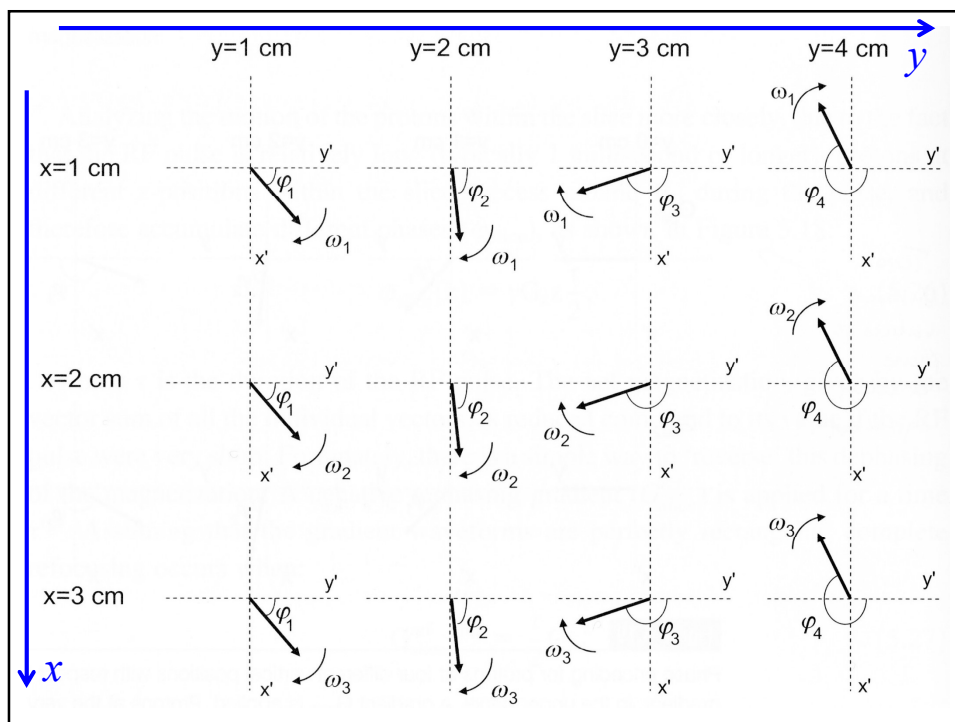 y=1 cm y=2 cm y=3 cm y=4 cm y
x=1 cm
y' φ1 ω1 x'
φ2 ω1
y' φ3 ω1 x'
ω1 y' φ4 x'
x=2 cm
y' φ1 ω2 x'
φ2 ω2
y' φ3 ω2 x'
ω2 y' φ4 x'
x=3 cm
y' φ1 ω3 x'
φ2 ω3
y' φ3 ω3 x'
ω3 y' φ4 x'
x